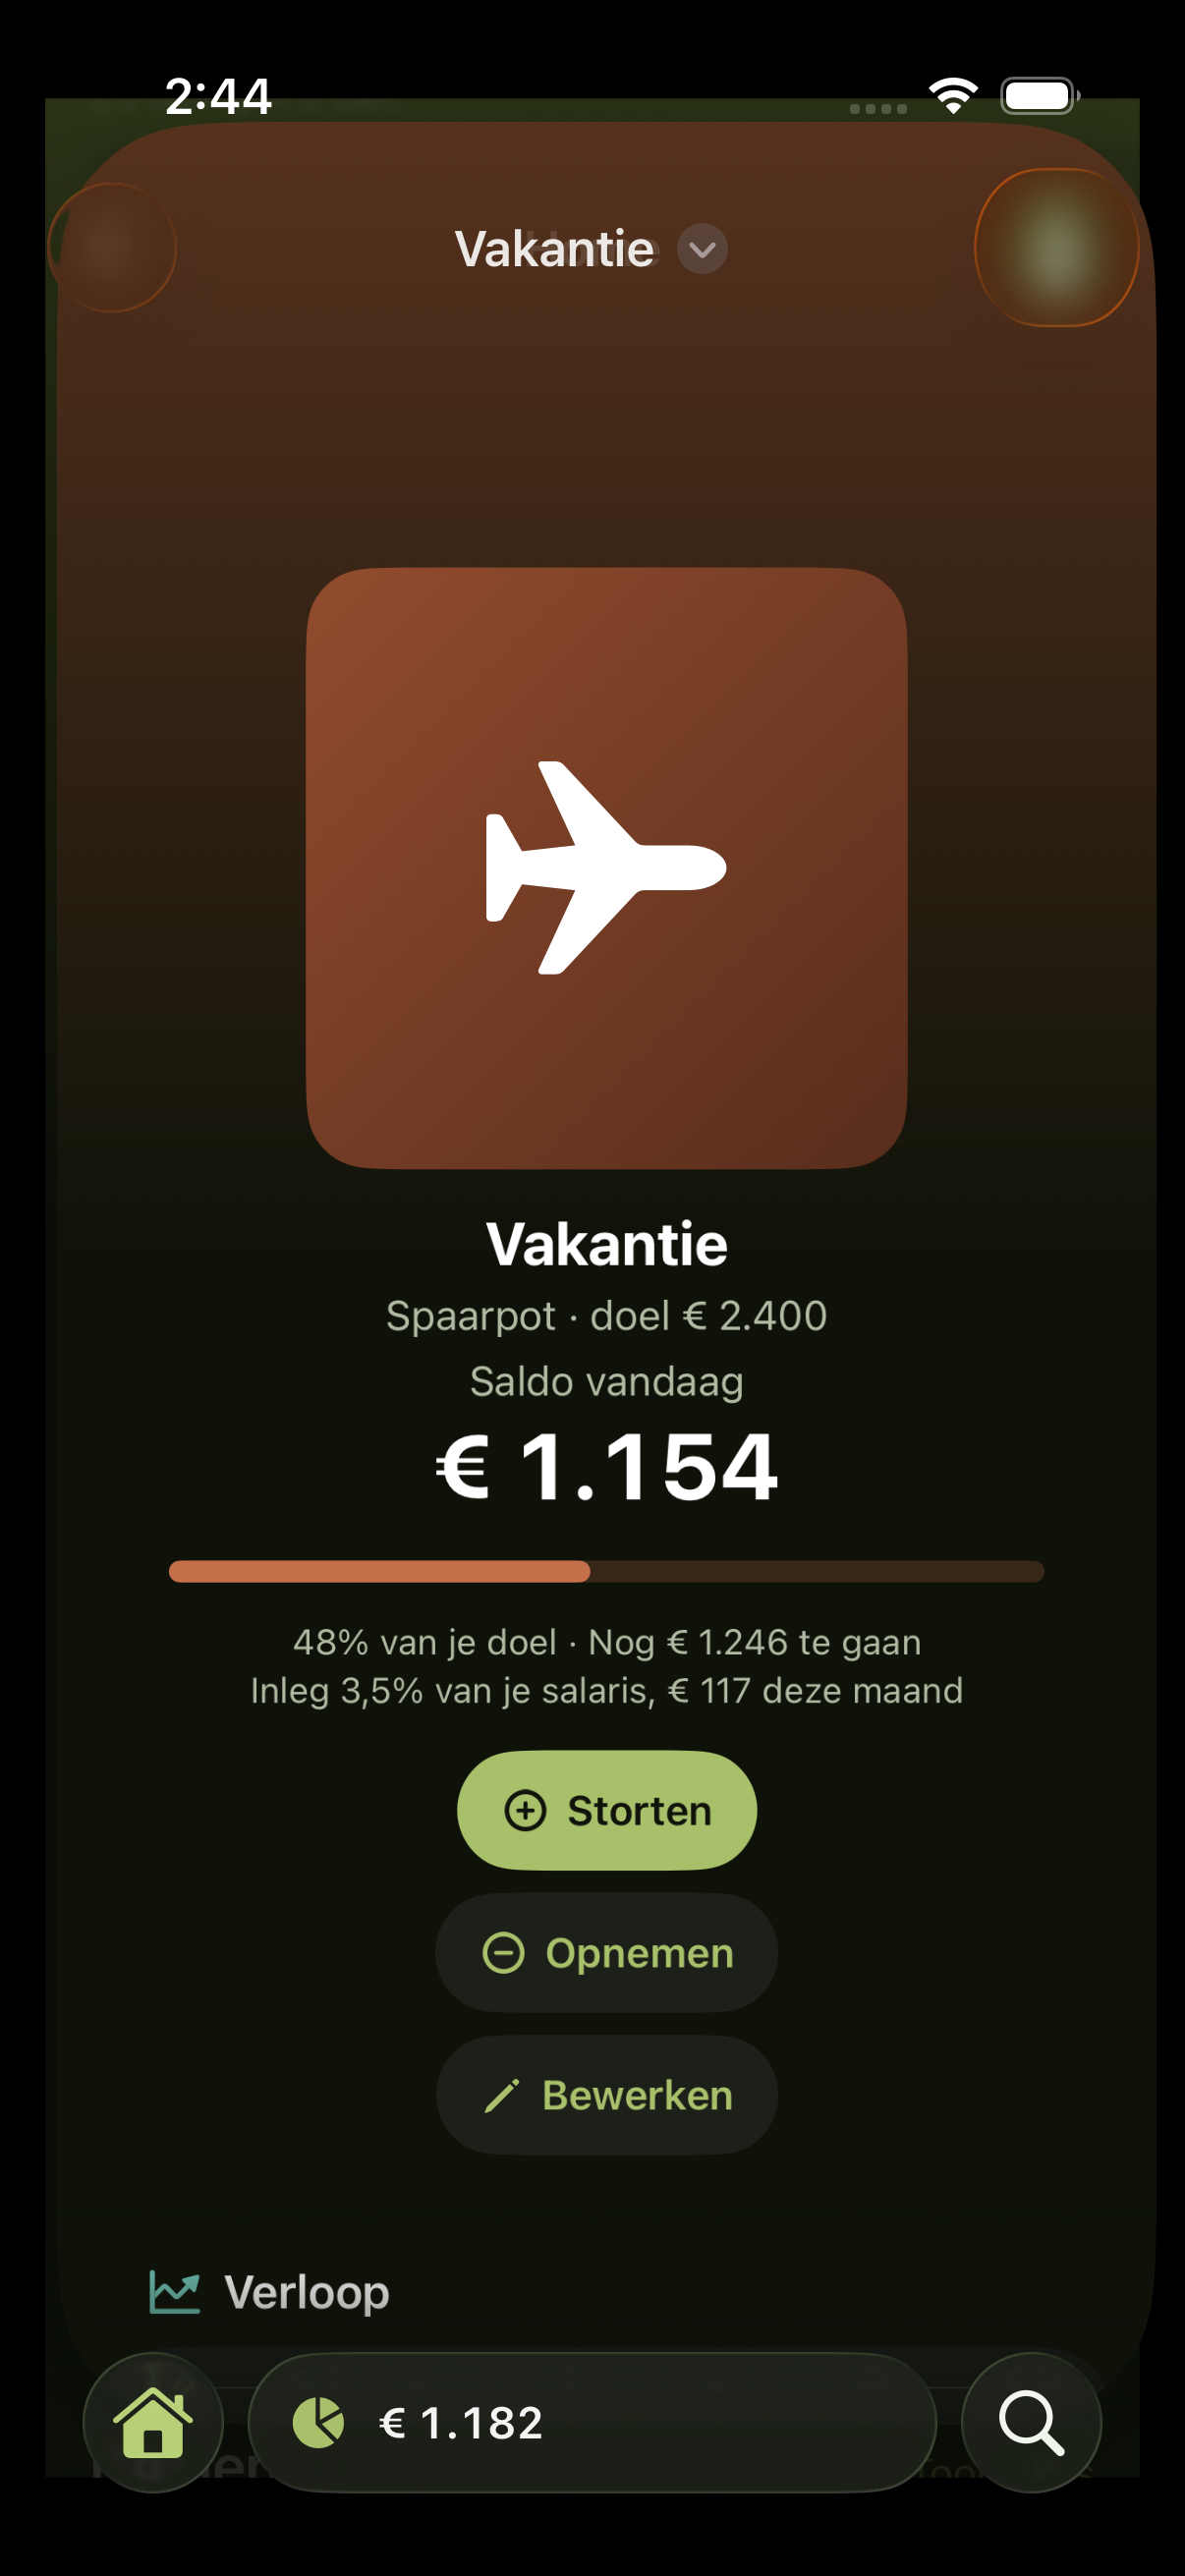 2:44
Vakantie
Vakantie
Spaarpot · doel € 2.400
Saldo vandaag
€ 1.154
48% van je doel · Nog € 1.246 te gaan
Inleg 3,5% van je salaris, € 117 deze maand
Storten
Opnemen
Bewerken
Verloop
€ 1.182